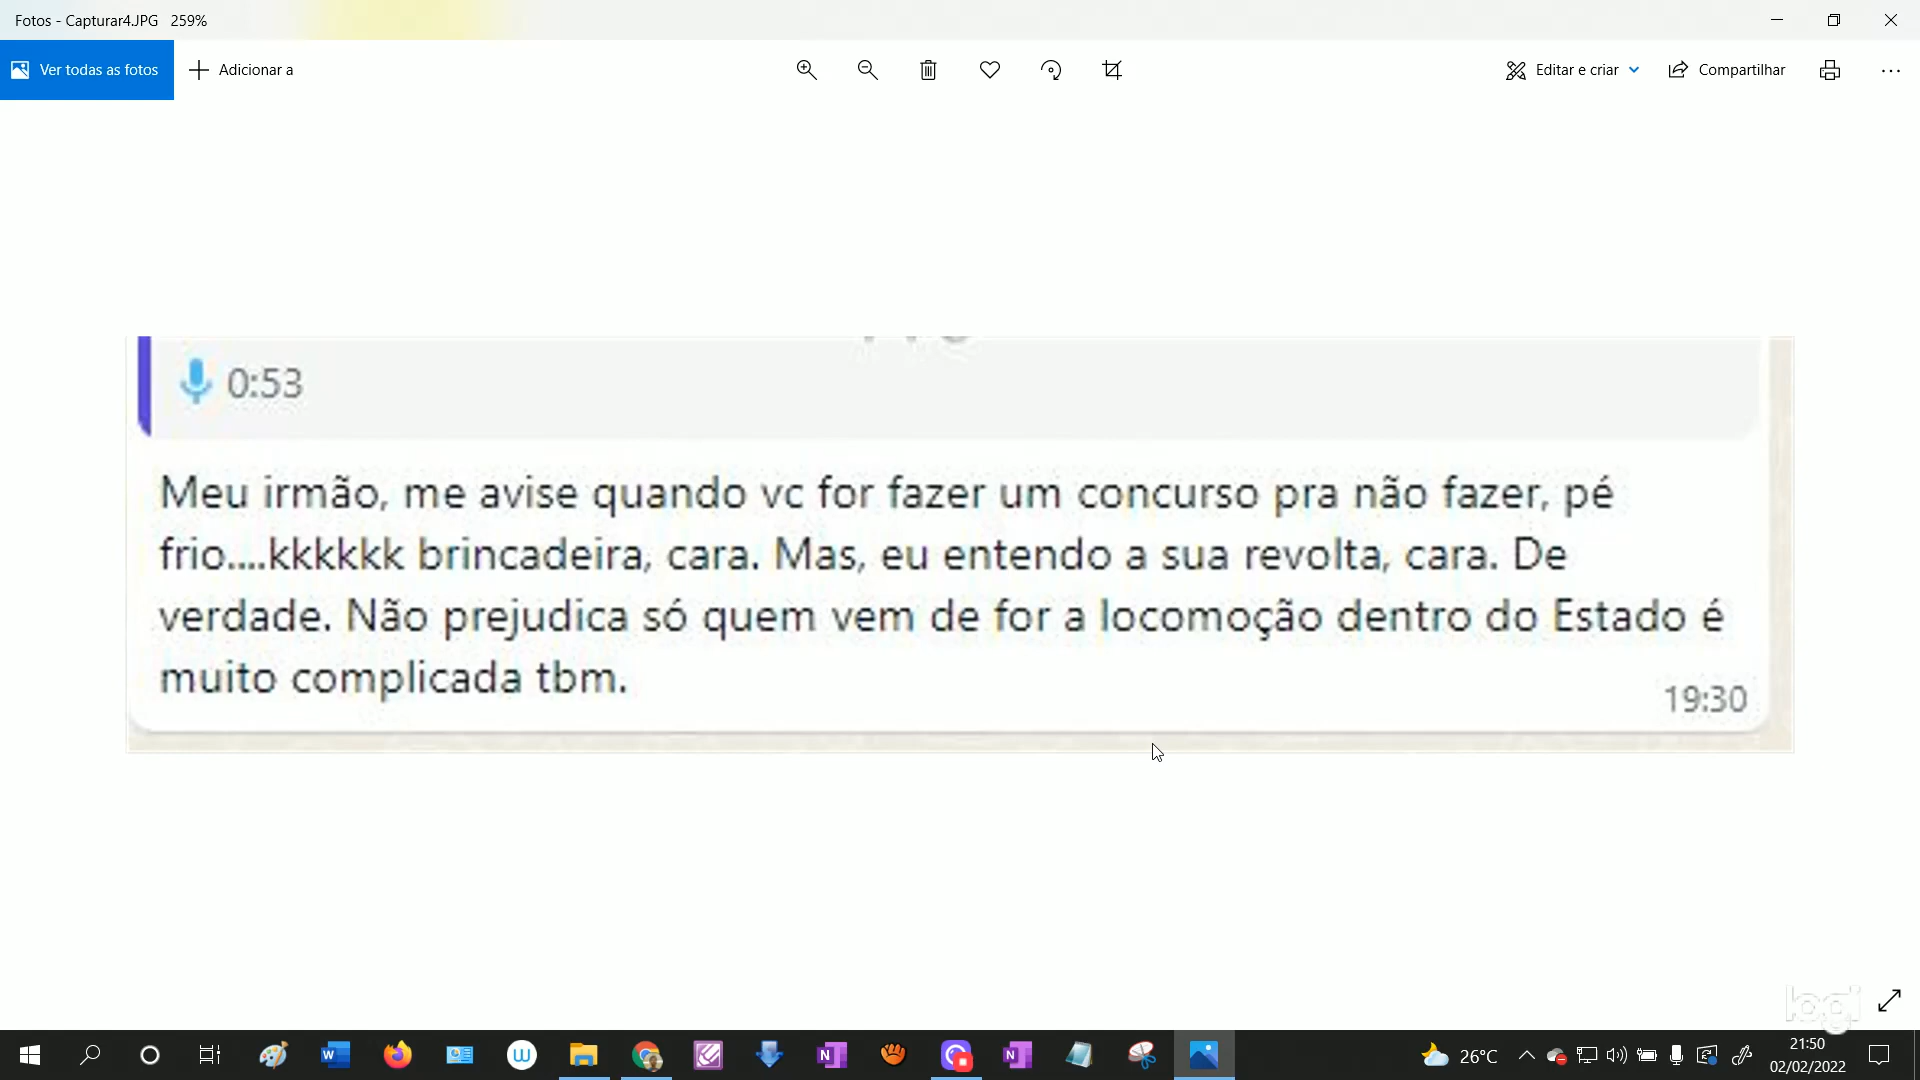 Fotos - Capturar4.JPG 259%
Ver todas as fotos
Adicionar a
Editar e criar
Compartilhar
0:53
Meu irmão, me avise quando vc for fazer um concurso pra não fazer, pé
frio....kkkkkk brincadeira, cara. Mas, eu entendo a sua revolta, cara. De
verdade. Não prejudica só quem vem de for a locomoção dentro do Estado é
muito complicada tbm.
19:30
logi
26°C
21:50
02/02/2022